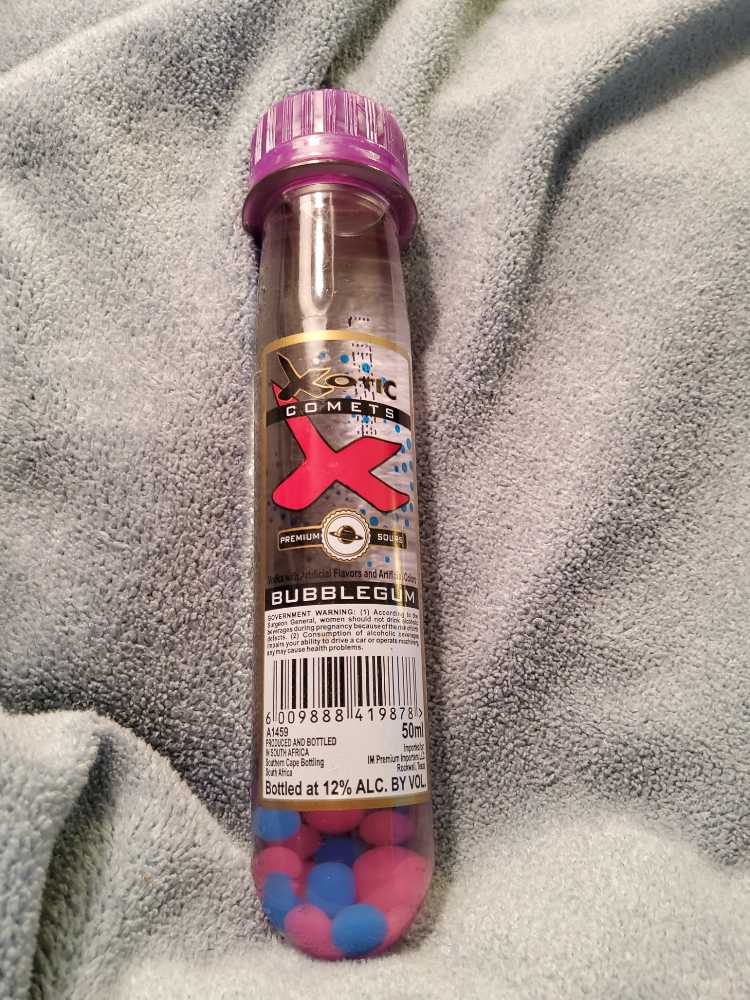 Xotic
COMETS
X
PREMIUM SOURS
Vodka with Artificial Flavors and Artificial Colors
BUBBLEGUM
GOVERNMENT WARNING: (1) According to the
Surgeon General, women should not drink alcoholic
beverages during pregnancy because of the risk of birth
defects. (2) Consumption of alcoholic beverages
impairs your ability to drive a car or operate machinery,
any may cause health problems.
6 009888 419878 >
A1459 50ml
PRODUCED AND BOTTLED
IN SOUTH AFRICA Imported by:
Southern Cape Bottling IM Premium Importers
South Africa Rockwall, Texas
Bottled at 12% ALC. BY VOL.